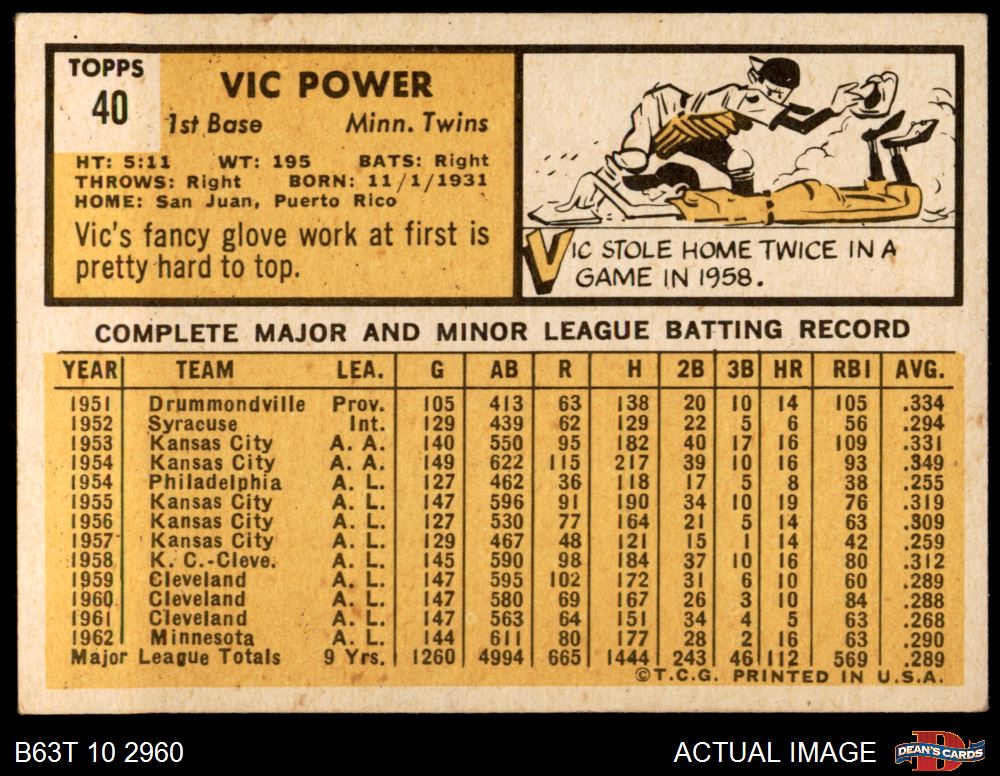 TOPPS
40
VIC POWER
1st Base Minn. Twins
HT: 5:11 WT: 195 BATS: Right
THROWS: Right BORN: 11/1/1931
HOME: San Juan, Puerto Rico
Vic's fancy glove work at first is
pretty hard to top.
VIC STOLE HOME TWICE IN A
GAME IN 1958.
COMPLETE MAJOR AND MINOR LEAGUE BATTING RECORD
YEAR TEAM LEA. G AB R H 2B 3B HR RBI AVG.
1951 Drummondville Prov. 105 413 63 138 20 10 14 105 .334
1952 Syracuse Int. 129 439 62 129 22 5 6 56 .294
1953 Kansas City A. A. 140 550 95 182 40 17 16 109 .331
1954 Kansas City A. A. 149 622 115 217 39 10 16 93 .349
1954 Philadelphia A. L. 127 462 36 118 17 5 8 38 .255
1955 Kansas City A. L. 147 596 91 190 34 10 19 76 .319
1956 Kansas City A. L. 127 530 77 164 21 5 14 63 .309
1957 Kansas City A. L. 129 467 48 121 15 1 14 42 .259
1958 K. C.-Cleve. A. L. 145 590 98 184 37 10 16 80 .312
1959 Cleveland A. L. 147 595 102 172 31 6 10 60 .289
1960 Cleveland A. L. 147 580 69 167 26 3 10 84 .288
1961 Cleveland A. L. 147 563 64 151 34 4 5 63 .268
1962 Minnesota A. L. 144 611 80 177 28 2 16 63 .290
Major League Totals 9 Yrs. 1260 4994 665 1444 243 46 112 569 .289
©T.C.G. PRINTED IN U.S.A.
B63T 10 2960
ACTUAL IMAGE
D
DEAN'S CARDS